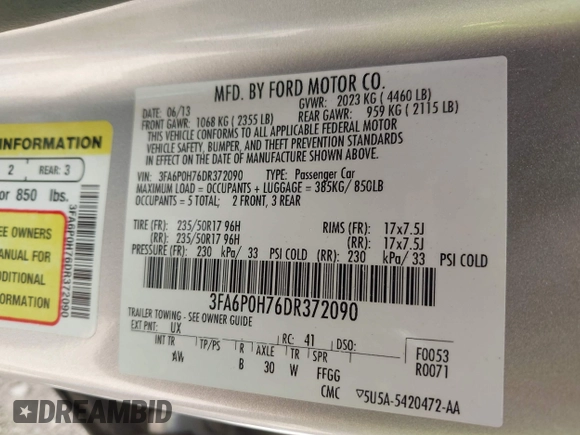 MFD. BY FORD MOTOR CO.
DATE: 06/13 GVWR: 2023 KG ( 4460 LB)
FRONT GAWR: 1068 KG ( 2355 LB) REAR GAWR: 959 KG ( 2115 LB)
THIS VEHICLE CONFORMS TO ALL APPLICABLE FEDERAL MOTOR
VEHICLE SAFETY, BUMPER, AND THEFT PREVENTION STANDARDS
IN EFFECT ON THE DATE OF MANUFACTURE SHOWN ABOVE.
VIN: 3FA6P0H76DR372090 TYPE: Passenger Car
MAXIMUM LOAD = OCCUPANTS + LUGGAGE = 385KG/ 850LB
OCCUPANTS = 5 TOTAL; 2 FRONT, 3 REAR
TIRE (FR): 235/50R17 96H RIMS (FR): 17x7.5J
(RR): 235/50R17 96H (RR): 17x7.5J
PRESSURE (FR): 230 kPa/ 33 PSI COLD (RR): 230 kPa/ 33 PSI COLD
3FA6P0H76DR372090
TRAILER TOWING - SEE OWNER GUIDE
EXT PNT: UX RC: 41 DSO: F0053
INT TR TP/PS R AXLE TR SPR R0071
AW B 30 W FFGG
CMC ▽5U5A-5420472-AA
INFORMATION
2 REAR: 3
or 850 lbs.
EE OWNERS
MANUAL FOR
DDITIONAL
FORMATION
3FA6P0H76DR372090
DREAMBID